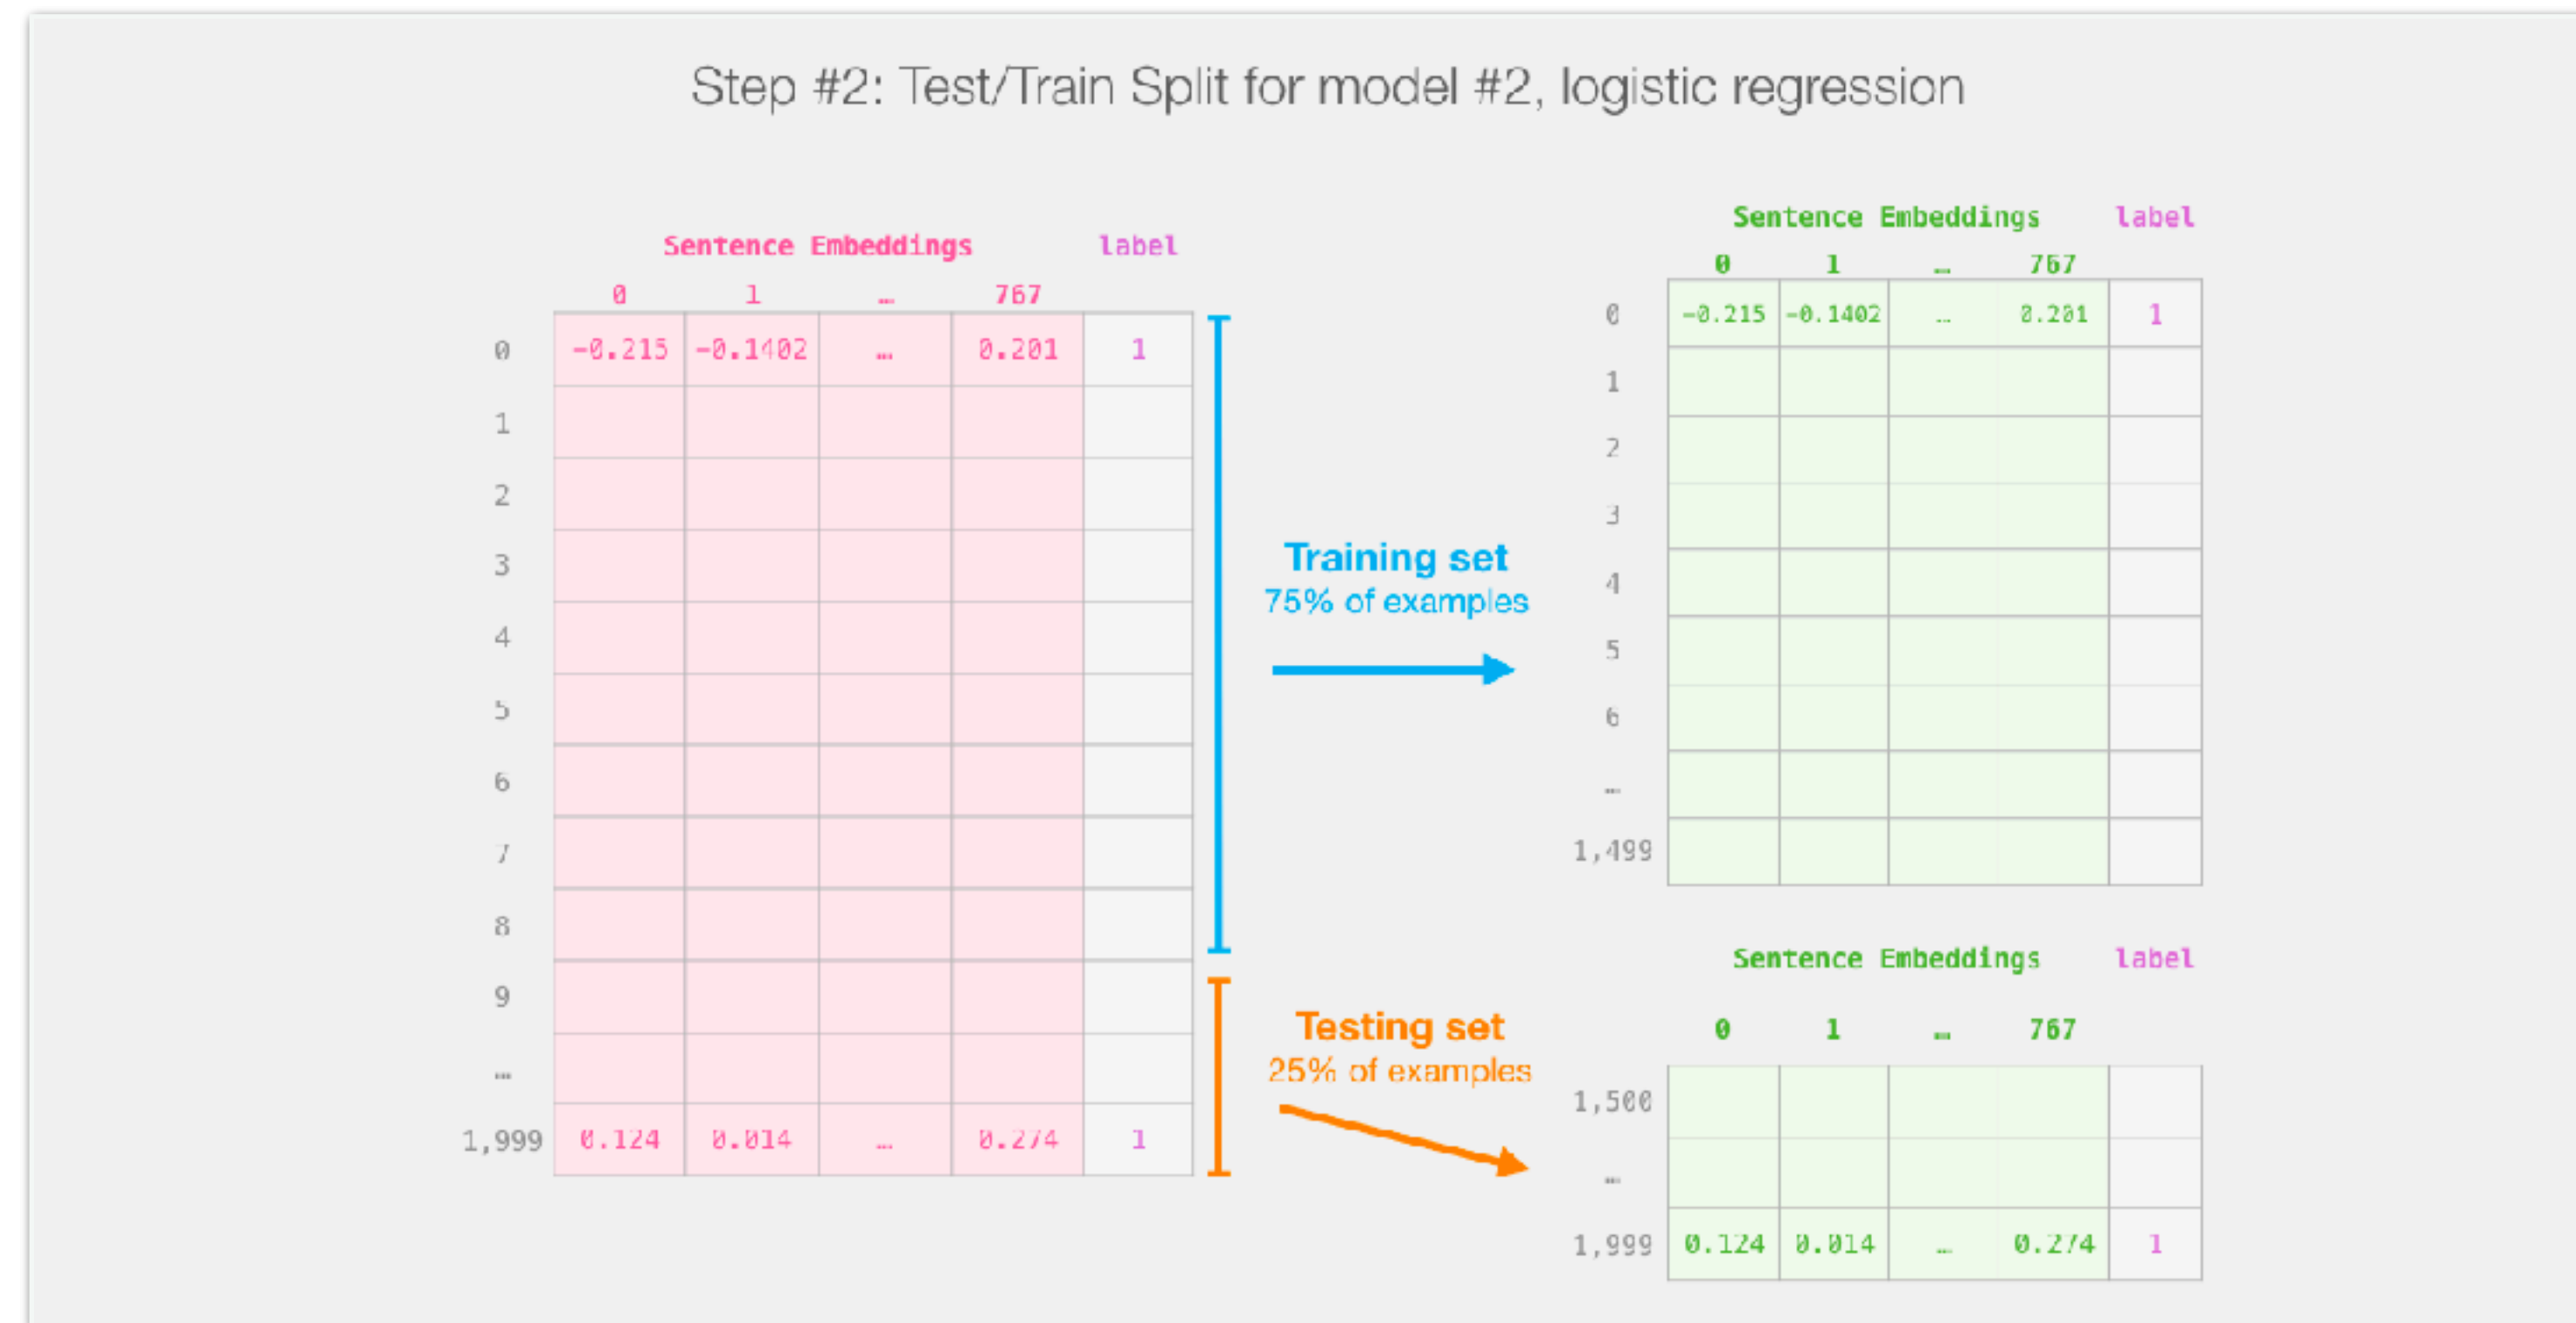 Step #2: Test/Train Split for model #2, logistic regression
Sentence Embeddings label
0 1 … 767
0 -0.215 -0.1402 … 0.201 1
1
2
3
4
5
6
7
8
9
…
1,999 0.124 0.014 … 0.274 1
Training set
75% of examples
Testing set
25% of examples
Sentence Embeddings label
0 1 … 767
0 -0.215 -0.1402 … 0.201 1
1
2
3
4
5
6
…
1,499
Sentence Embeddings label
0 1 … 767
1,500
…
1,999 0.124 0.014 … 0.274 1